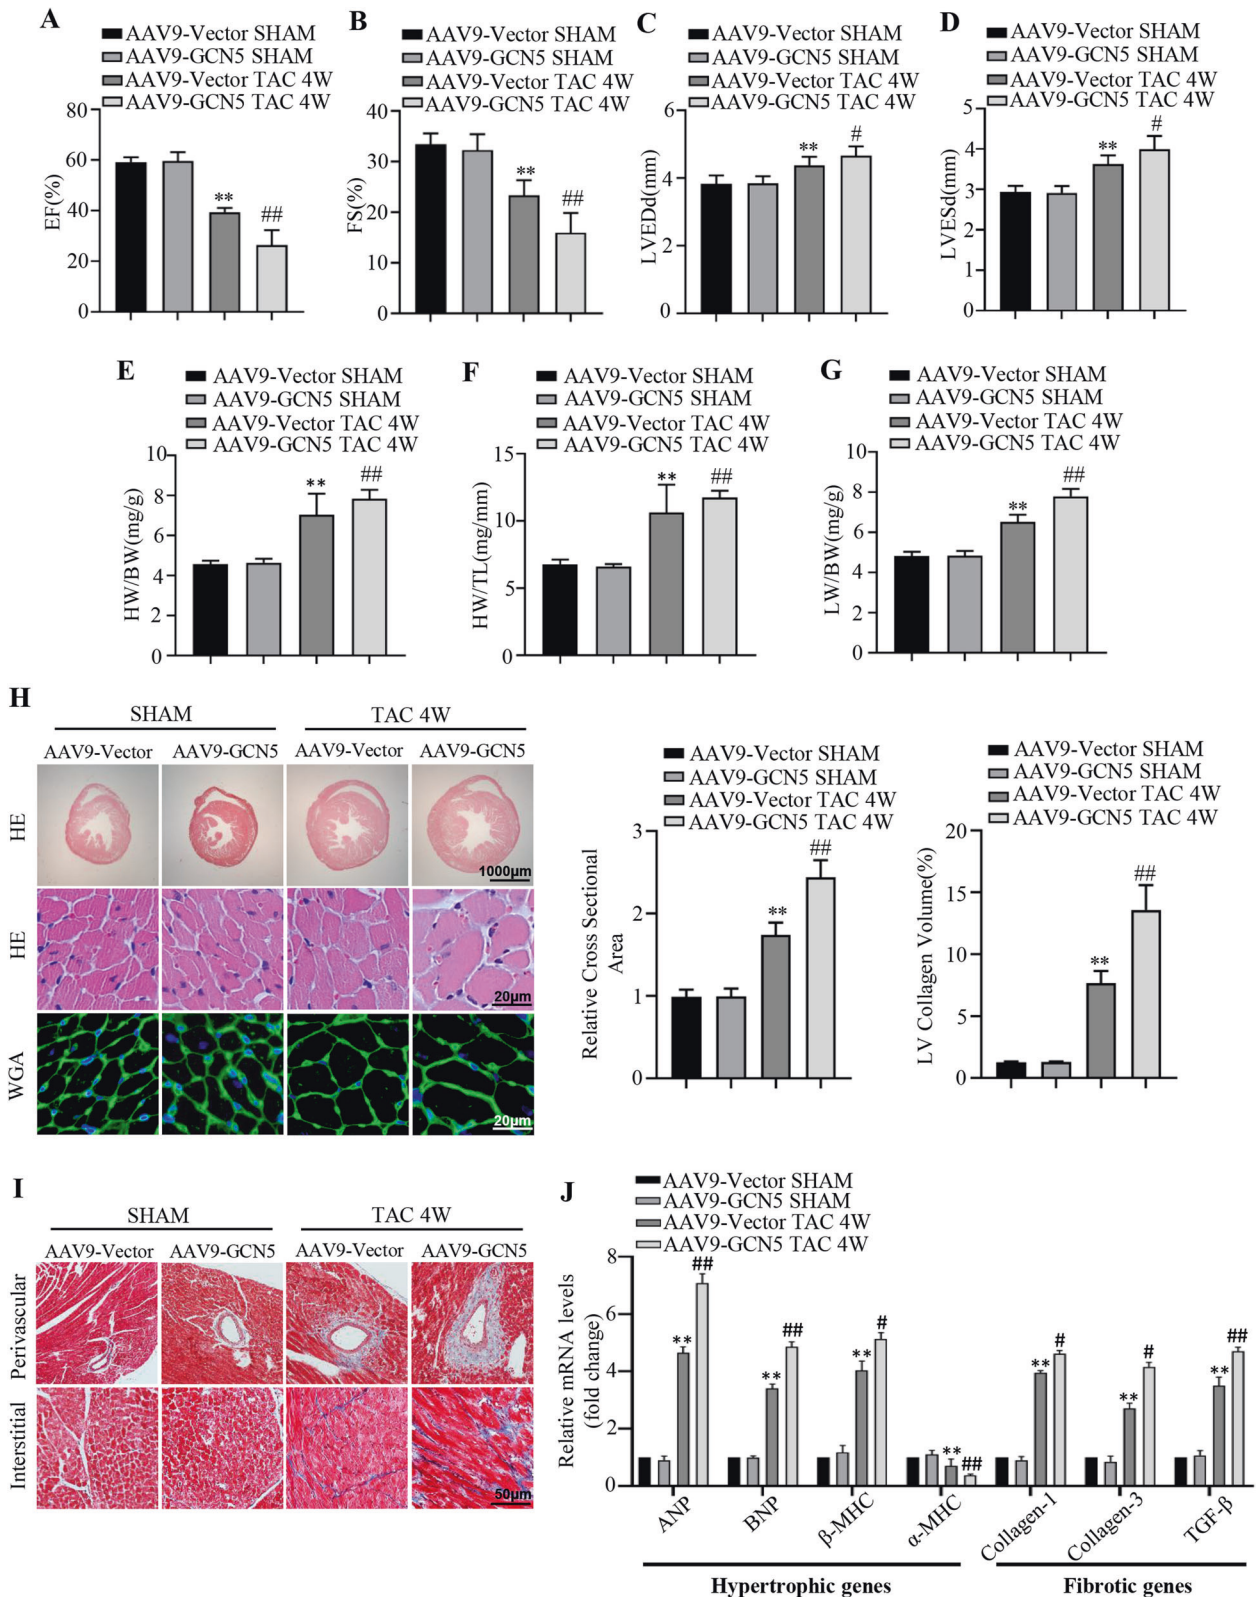 A
AAV9-Vector SHAM
AAV9-GCN5 SHAM
AAV9-Vector TAC 4W
AAV9-GCN5 TAC 4W
EF(%)
80
60
40
20
0
**
##
B
AAV9-Vector SHAM
AAV9-GCN5 SHAM
AAV9-Vector TAC 4W
AAV9-GCN5 TAC 4W
FS(%)
40
30
20
10
0
**
##
C
AAV9-Vector SHAM
AAV9-GCN5 SHAM
AAV9-Vector TAC 4W
AAV9-GCN5 TAC 4W
LVEDd(mm)
6
4
2
0
**
#
D
AAV9-Vector SHAM
AAV9-GCN5 SHAM
AAV9-Vector TAC 4W
AAV9-GCN5 TAC 4W
LVESd(mm)
5
4
3
2
1
0
**
#
E
AAV9-Vector SHAM
AAV9-GCN5 SHAM
AAV9-Vector TAC 4W
AAV9-GCN5 TAC 4W
HW/BW(mg/g)
10
8
6
4
2
0
**
##
F
AAV9-Vector SHAM
AAV9-GCN5 SHAM
AAV9-Vector TAC 4W
AAV9-GCN5 TAC 4W
HW/TL(mg/mm)
15
10
5
0
**
##
G
AAV9-Vector SHAM
AAV9-GCN5 SHAM
AAV9-Vector TAC 4W
AAV9-GCN5 TAC 4W
LW/BW(mg/g)
10
8
6
4
2
0
**
##
H
SHAM
TAC 4W
AAV9-Vector
AAV9-GCN5
AAV9-Vector
AAV9-GCN5
HE
1000μm
HE
20μm
WGA
20μm
AAV9-Vector SHAM
AAV9-GCN5 SHAM
AAV9-Vector TAC 4W
AAV9-GCN5 TAC 4W
Relative Cross Sectional
Area
3
2
1
0
**
##
AAV9-Vector SHAM
AAV9-GCN5 SHAM
AAV9-Vector TAC 4W
AAV9-GCN5 TAC 4W
LV Collagen Volume(%)
20
15
10
5
0
**
##
I
SHAM
TAC 4W
AAV9-Vector
AAV9-GCN5
AAV9-Vector
AAV9-GCN5
Perivascular
Interstitial
50μm
J
AAV9-Vector SHAM
AAV9-GCN5 SHAM
AAV9-Vector TAC 4W
AAV9-GCN5 TAC 4W
Relative mRNA levels
(fold change)
8
6
4
2
0
**
##
**
##
**
#
**
##
**
#
**
#
**
##
ANP
BNP
β-MHC
α-MHC
Collagen-1
Collagen-3
TGF-β
Hypertrophic genes
Fibrotic genes